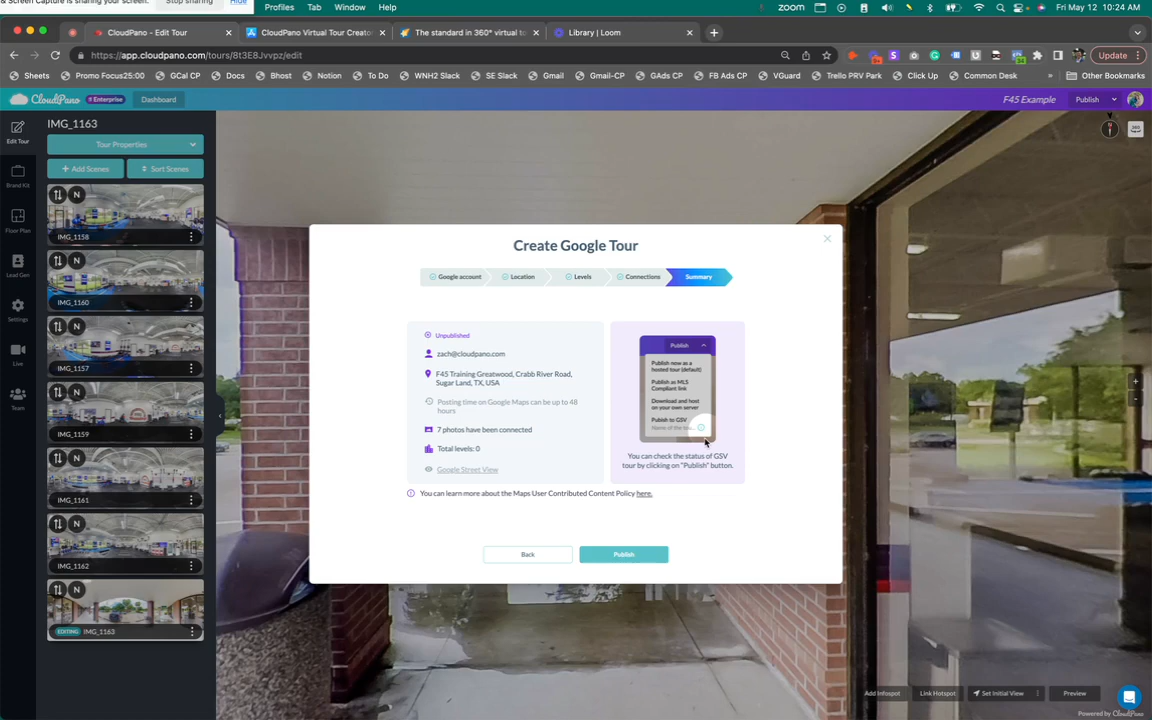 Screen Capture is sharing your screen.
Stop sharing
Hide
Profiles
Tab
Window
Help
zoom
Fri May 12 10:24 AM
CloudPano - Edit Tour
CloudPano Virtual Tour Creator
The standard in 360° virtual to
Library | Loom
https://app.cloudpano.com/tours/8t3E8Jvvpz/edit
Update
Sheets
Promo Focus25:00
GCal CP
Docs
Bhost
Notion
To Do
WNH2 Slack
SE Slack
Gmail
Gmail-CP
GAds CP
FB Ads CP
VGuard
Trello PRV Park
Click Up
Common Desk
Other Bookmarks
CloudPano
Enterprise
Dashboard
F45 Example
Publish
Edit Tour
Brand Kit
Floor Plan
Lead Gen
Settings
Live
Team
IMG_1163
Tour Properties
+ Add Scenes
Sort Scenes
N
IMG_1158
N
IMG_1160
N
IMG_1157
N
IMG_1159
N
IMG_1161
N
IMG_1162
N
EDITING IMG_1163
Create Google Tour
Google account
Location
Levels
Connections
Summary
Unpublished
zach@cloudpano.com
F45 Training Greatwood, Crabb River Road,
Sugar Land, TX, USA
Posting time on Google Maps can be up to 48
hours
7 photos have been connected
Total levels: 0
Google Street View
Publish
Publish now as a
hosted tour (default)
Publish as MLS
Compliant link
Download and host
on your own server
Publish to GSV
Name of the tou...
You can check the status of GSV
tour by clicking on "Publish" button.
You can learn more about the Maps User Contributed Content Policy here.
Back
Publish
+
-
Add Infospot
Link Hotspot
Set Initial View
Preview
Powered by CloudPano